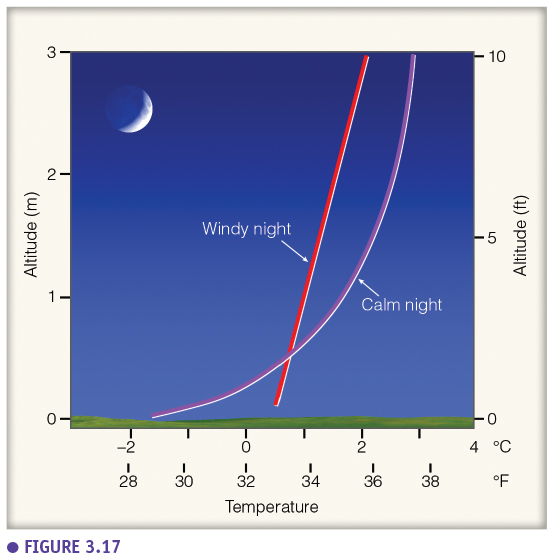 3
10
2
Altitude (m)
Windy night
5
Altitude (ft)
1
Calm night
0
0
−2
0
2
4
°C
28
30
32
34
36
38
°F
Temperature
● FIGURE 3.17